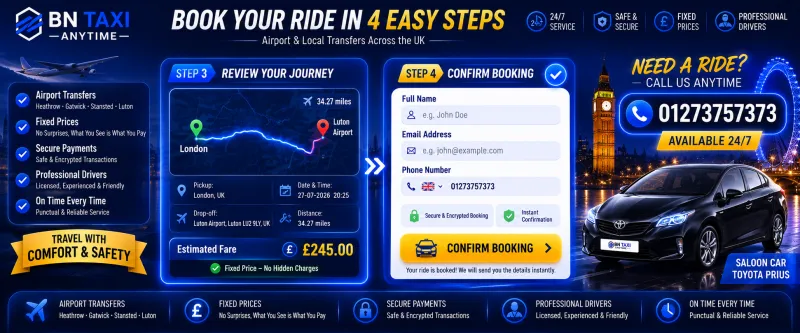 BN TAXI
— ANYTIME —
BOOK YOUR RIDE IN 4 EASY STEPS
Airport & Local Transfers Across the UK
24/7
SERVICE
SAFE &
SECURE
FIXED
PRICES
PROFESSIONAL
DRIVERS
Airport Transfers
Heathrow • Gatwick • Stansted • Luton
Fixed Prices
No Surprises, What You See is What You Pay
Secure Payments
Safe & Encrypted Transactions
Professional Drivers
Licensed, Experienced & Friendly
On Time Every Time
Punctual & Reliable Service
TRAVEL WITH
COMFORT & SAFETY
STEP 3 REVIEW YOUR JOURNEY
34.27 miles
London
Luton
Airport
Pickup:
London, UK
Date & Time:
27-07-2026 20:25
Drop-off:
Luton Airport, Luton LU2 9LY, UK
Distance:
34.27 miles
Estimated Fare £ £245.00
Fixed Price – No Hidden Charges
STEP 4 CONFIRM BOOKING
Full Name
e.g. John Doe
Email Address
e.g. john@example.com
Phone Number
01273757373
Secure & Encrypted Booking
Instant
Confirmation
CONFIRM BOOKING
Your ride is booked! We will send you the details instantly.
NEED A RIDE?
— CALL US ANYTIME —
01273757373
AVAILABLE 24/7
BN TAXI
SALOON CAR
TOYOTA PRIUS
AIRPORT TRANSFERS
Heathrow • Gatwick • Stansted • Luton
£
FIXED PRICES
No Surprises, What You See is What You Pay
SECURE PAYMENTS
Safe & Encrypted Transactions
PROFESSIONAL DRIVERS
Licensed, Experienced & Friendly
ON TIME EVERY TIME
Punctual & Reliable Service